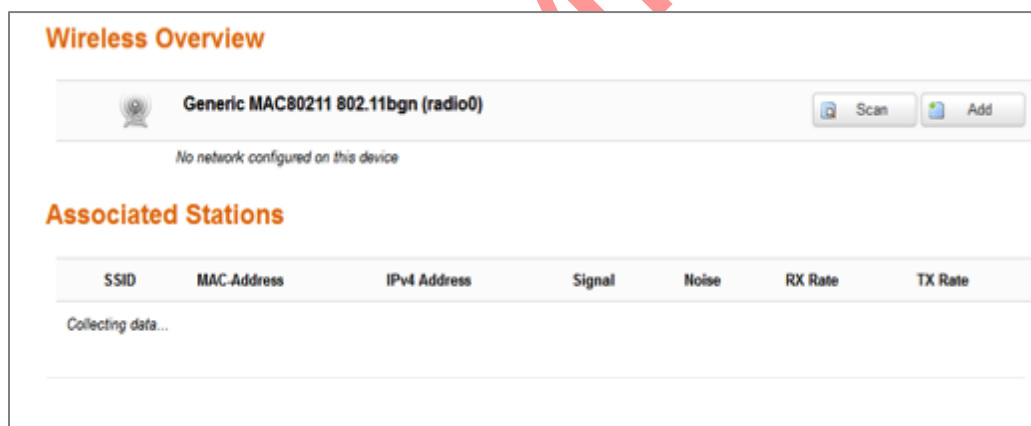 Wireless Overview
Generic MAC80211 802.11bgn (radio0)
Scan
Add
No network configured on this device
Associated Stations
SSID MAC-Address IPv4 Address Signal Noise RX Rate TX Rate
Collecting data...